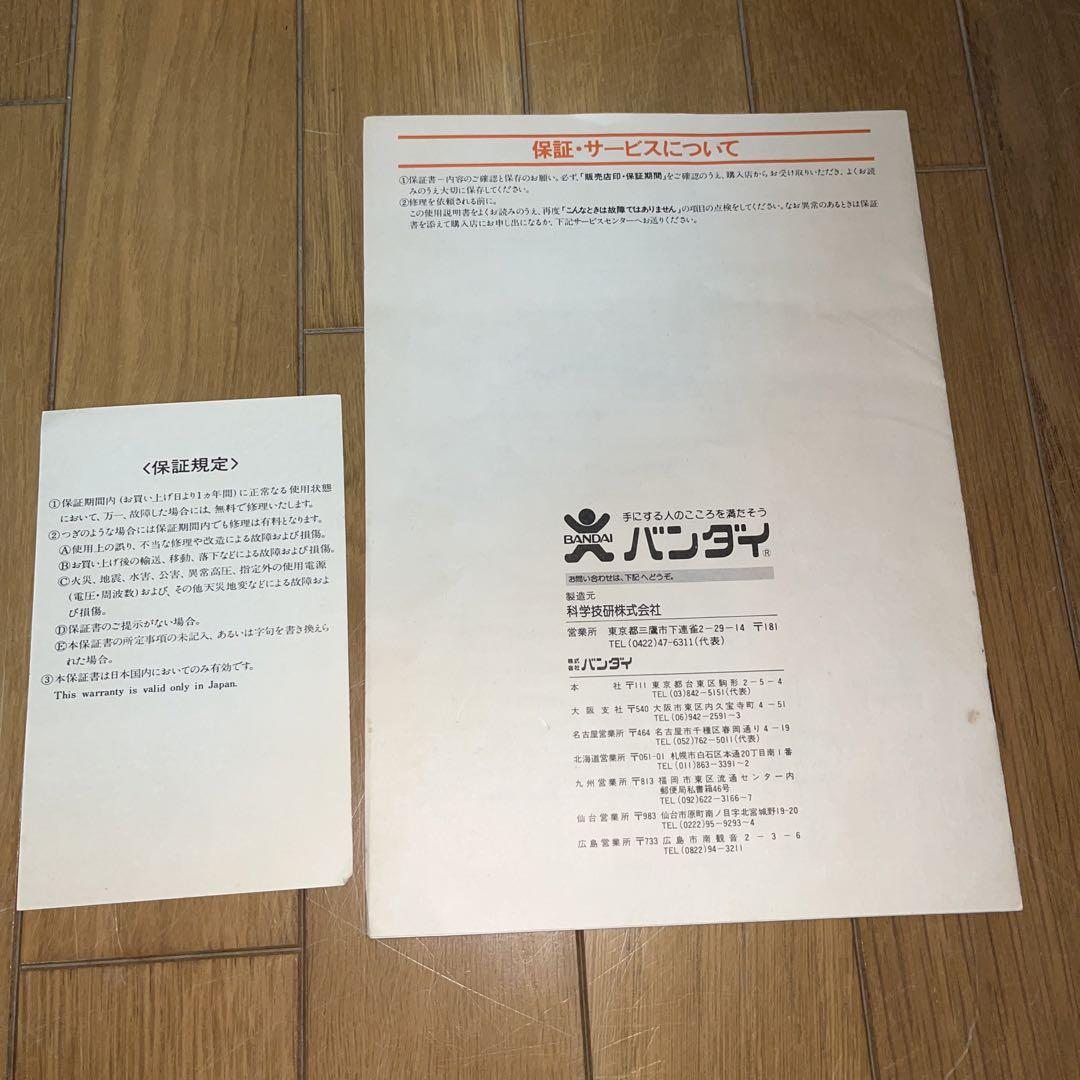 保証・サービスについて
①保証書－内容のご確認と保存のお願い。必ず、「販売店印・保証期間」をご確認のうえ、購入店からお受け取りいただき、よくお読
みのうえ大切に保存してください。
②修理を依頼される前に。
この使用説明書をよくお読みのうえ、再度「こんなときは故障ではありません」の項目の点検をしてください。なお異常のあるときは保証
書を添えて購入店にお申し出になるか、下記サービスセンターへお送りください。
手にする人のこころを満たそう
BANDAI バンダイ®
お問い合わせは、下記へどうぞ。
製造元
科学技研株式会社
営業所 東京都三鷹市下連雀2－29－14 〒181
TEL(0422)47－6311(代表)
株式会社 バンダイ
本社 〒111 東京都台東区駒形2－5－4
TEL(03)842－5151(代表)
大阪支社 〒540 大阪市東区内久宝寺町4－51
TEL(06)942－2591～3
名古屋営業所 〒464 名古屋市千種区春岡通り4－19
TEL(052)762－5011(代表)
北海道営業所 〒061-01 札幌市白石区本通20丁目南1番
TEL(011)863－3391～2
九州営業所 〒813 福岡市東区流通センター内
郵便局私書箱46号
TEL(092)622－3166～7
仙台営業所 〒983 仙台市原町南ノ目字北宮城野19-20
TEL(0222)95－9293～4
広島営業所 〒733 広島市南観音2－3－6
TEL(0822)94－3211
〈保証規定〉
①保証期間内(お買い上げ日より1ヵ年間)に正常なる使用状態
において、万一、故障した場合には、無料で修理いたします。
②つぎのような場合には保証期間内でも修理は有料となります。
Ⓐ使用上の誤り、不当な修理や改造による故障および損傷。
Ⓑお買い上げ後の輸送、移動、落下などによる故障および損傷。
Ⓒ火災、地震、水害、公害、異常高圧、指定外の使用電源
(電圧・周波数)および、その他天災地変などによる故障およ
び損傷。
Ⓓ保証書のご提示がない場合。
Ⓔ本保証書の所定事項の未記入、あるいは字句を書き換えら
れた場合。
③本保証書は日本国内においてのみ有効です。
This warranty is valid only in Japan.